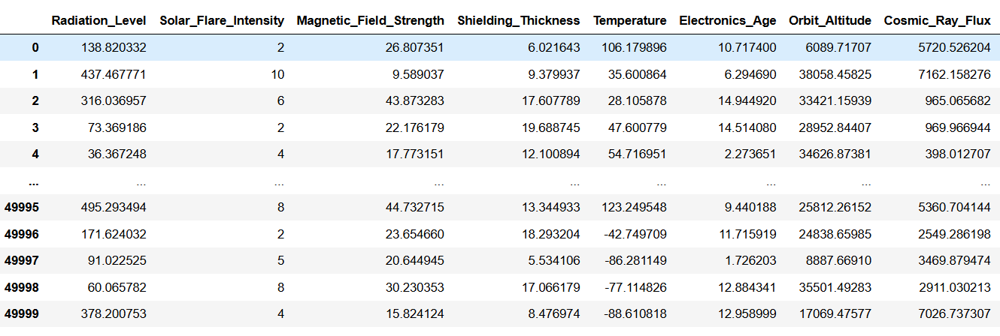 Radiation_Level Solar_Flare_Intensity Magnetic_Field_Strength Shielding_Thickness Temperature Electronics_Age Orbit_Altitude Cosmic_Ray_Flux
0 138.820332 2 26.807351 6.021643 106.179896 10.717400 6089.71707 5720.526204
1 437.467771 10 9.589037 9.379937 35.600864 6.294690 38058.45825 7162.158276
2 316.036957 6 43.873283 17.607789 28.105878 14.944920 33421.15939 965.065682
3 73.369186 2 22.176179 19.688745 47.600779 14.514080 28952.84407 969.966944
4 36.367248 4 17.773151 12.100894 54.716951 2.273651 34626.87381 398.012707
... ... ... ... ... ... ... ... ...
49995 495.293494 8 44.732715 13.344933 123.249548 9.440188 25812.26152 5360.704144
49996 171.624032 2 23.654660 18.293204 -42.749709 11.715919 24838.65985 2549.286198
49997 91.022525 5 20.644945 5.534106 -86.281149 1.726203 8887.66910 3469.879474
49998 60.065782 8 30.230353 17.066179 -77.114826 12.884341 35501.49283 2911.030213
49999 378.200753 4 15.824124 8.476974 -88.610818 12.958999 17069.47577 7026.737307